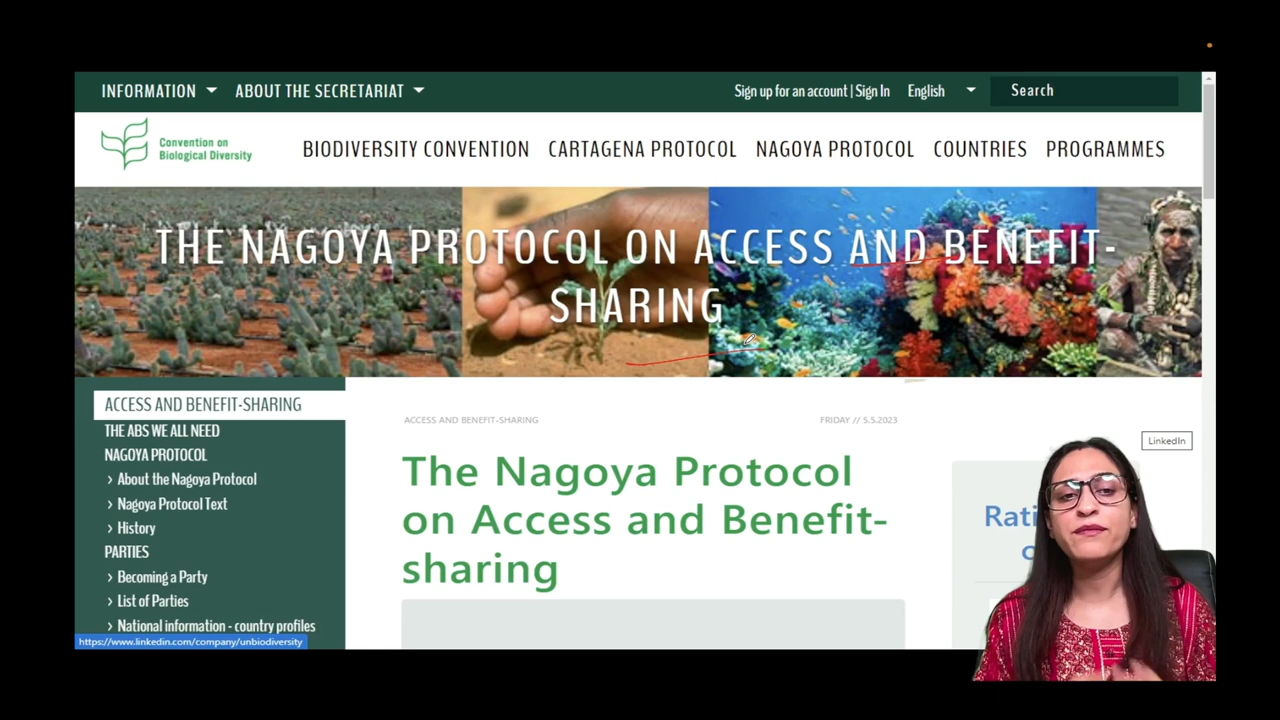 INFORMATION ABOUT THE SECRETARIAT Sign up for an account | Sign In English Search
Convention on
Biological Diversity
BIODIVERSITY CONVENTION CARTAGENA PROTOCOL NAGOYA PROTOCOL COUNTRIES PROGRAMMES
THE NAGOYA PROTOCOL ON ACCESS AND BENEFIT-
SHARING
ACCESS AND BENEFIT-SHARING
THE ABS WE ALL NEED
NAGOYA PROTOCOL
› About the Nagoya Protocol
› Nagoya Protocol Text
› History
PARTIES
› Becoming a Party
› List of Parties
› National information - country profiles
https://www.linkedin.com/company/unbiodiversity
ACCESS AND BENEFIT-SHARING FRIDAY // 5.5.2023
The Nagoya Protocol
on Access and Benefit-
sharing
LinkedIn